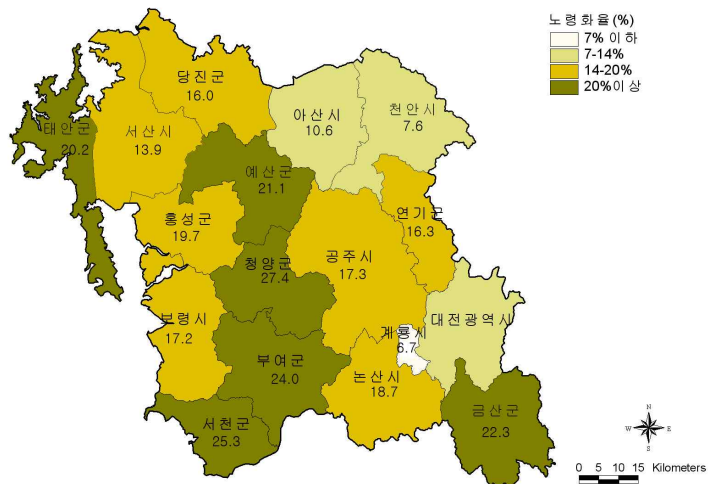 노령화율(%)
7% 이하
7-14%
14-20%
20%이상
당진군
16.0
아산시
10.6
천안시
7.6
태안군
20.2
서산시
13.9
예산군
21.1
홍성군
19.7
연기군
16.3
공주시
17.3
청양군
27.4
보령시
17.2
계룡시
6.7
대전광역시
부여군
24.0
논산시
18.7
서천군
25.3
금산군
22.3
N
W E
S
0 5 10 15 Kilometers